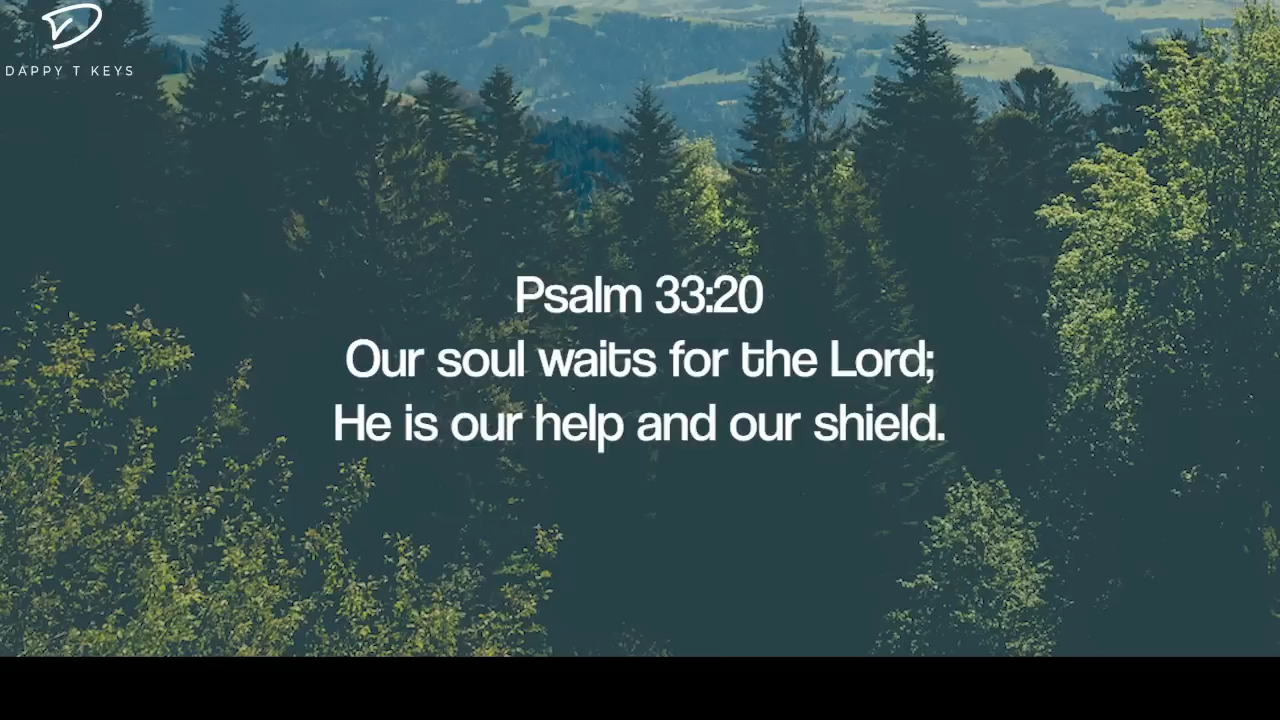 DAPPY T KEYS
Psalm 33:20
Our soul waits for the Lord;
He is our help and our shield.